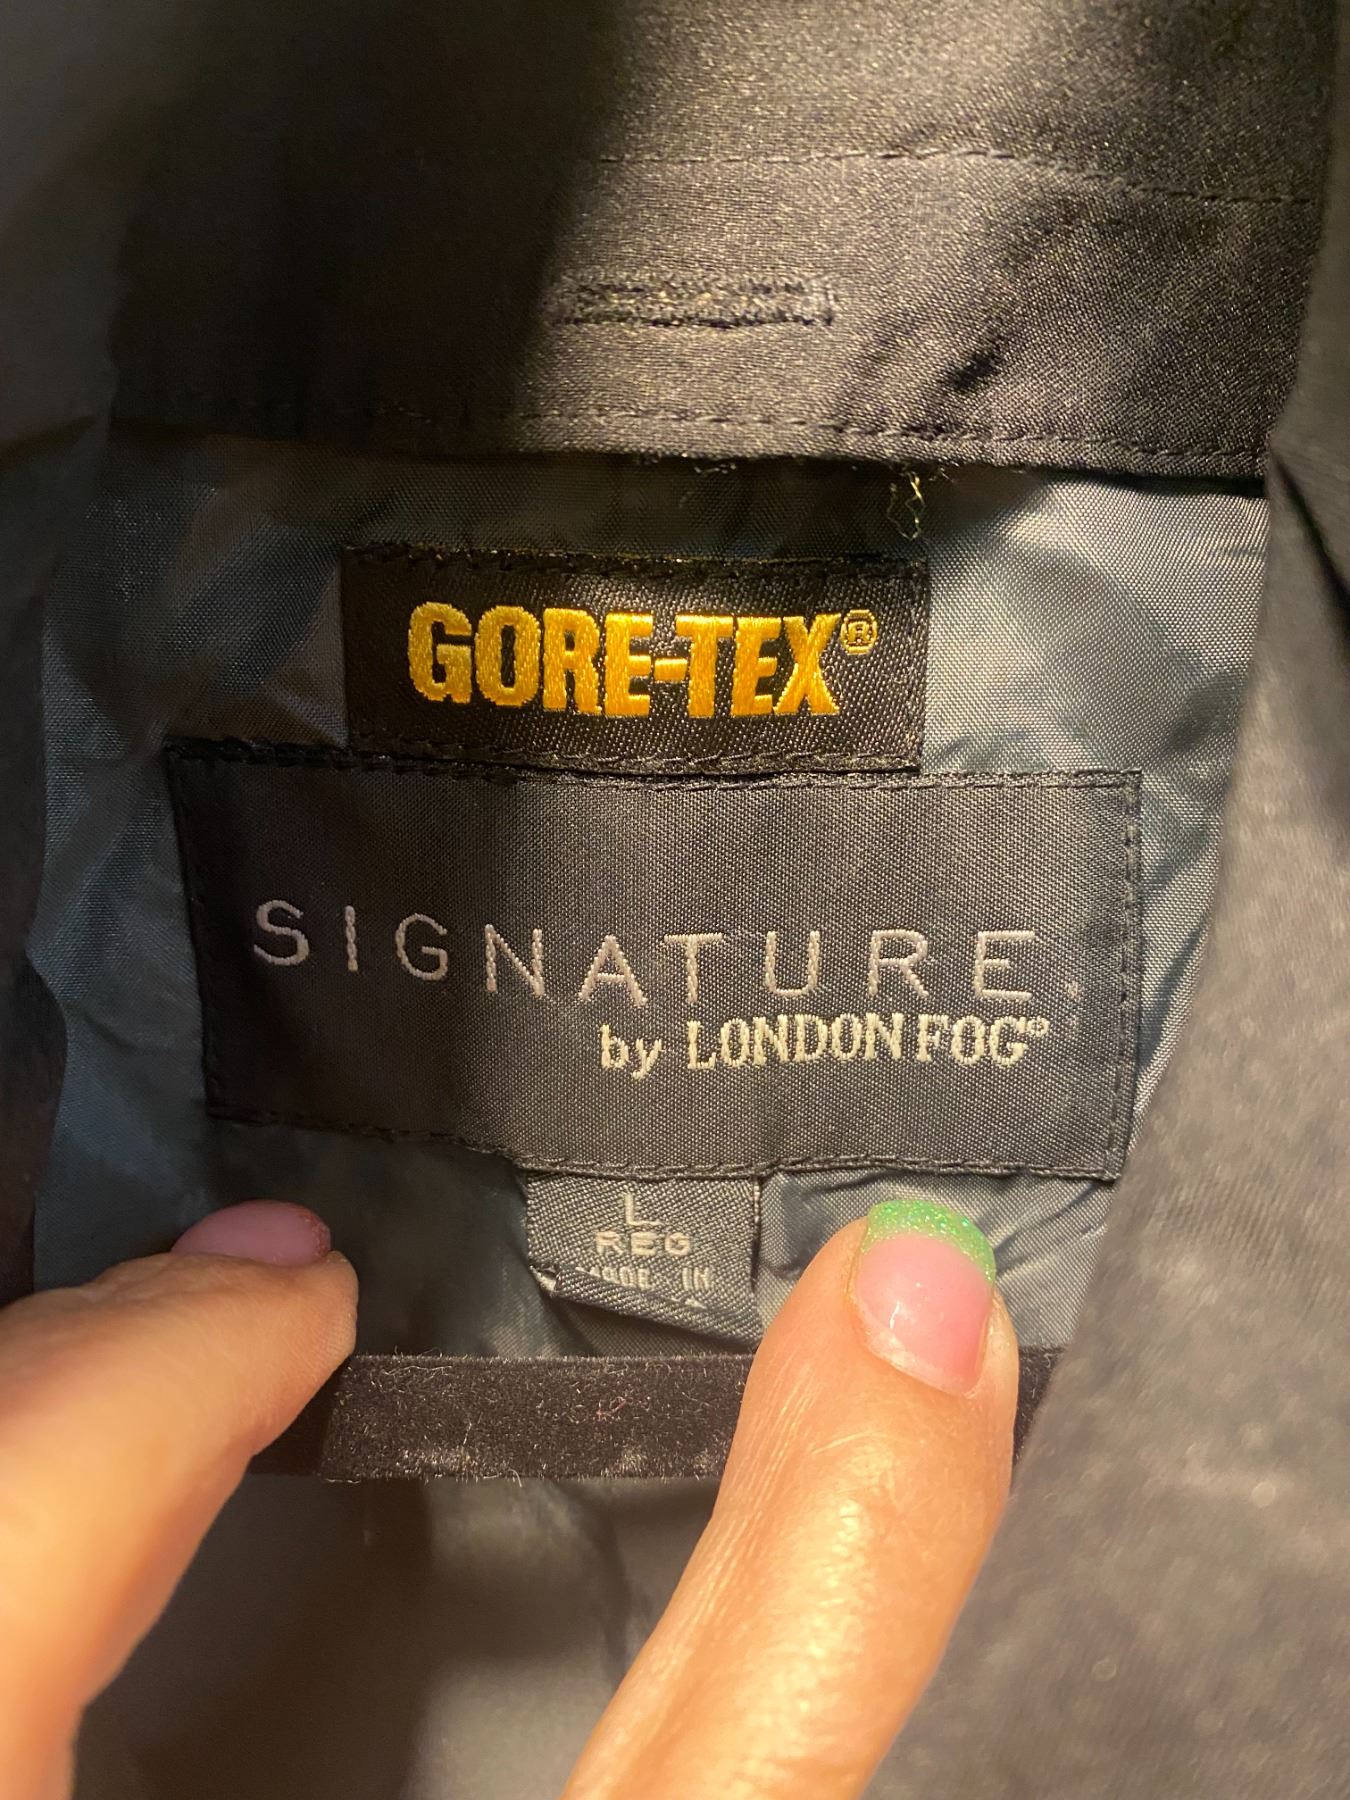 GORE-TEX®
SIGNATURE.
by LONDON FOG®
L
REG
MADE IN